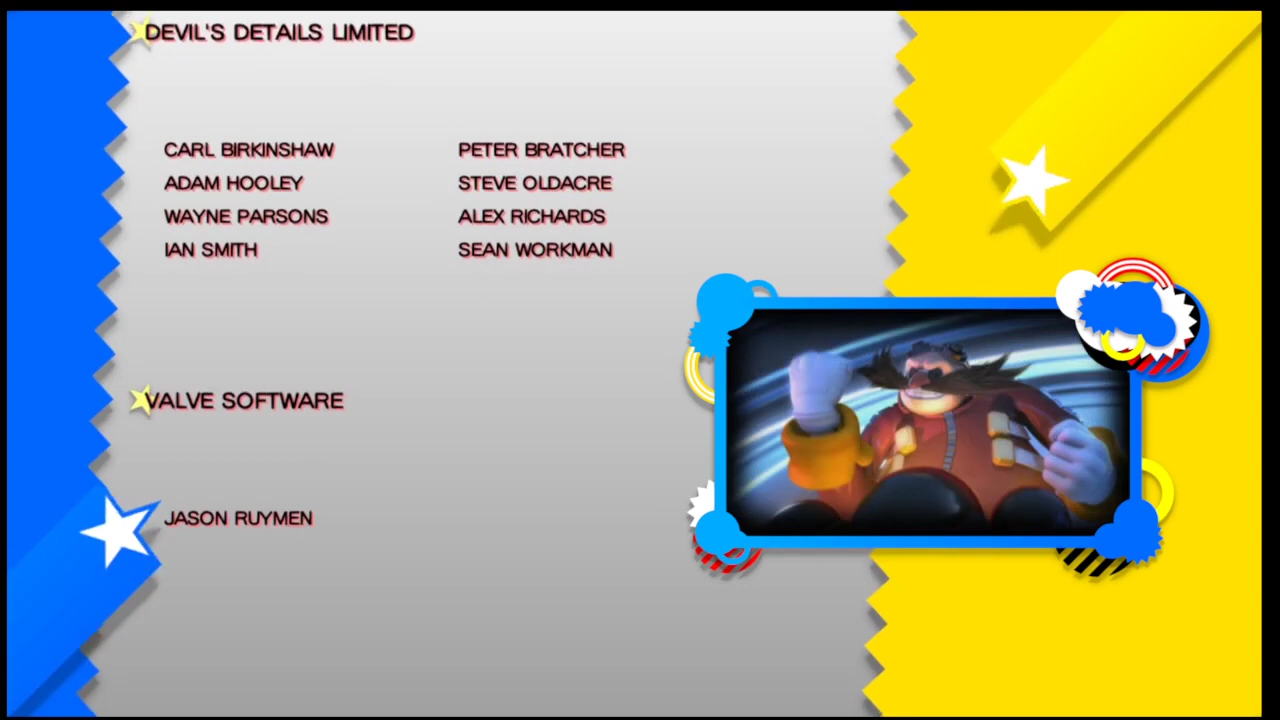 DEVIL'S DETAILS LIMITED
CARL BIRKINSHAW PETER BRATCHER
ADAM HOOLEY STEVE OLDACRE
WAYNE PARSONS ALEX RICHARDS
IAN SMITH SEAN WORKMAN
VALVE SOFTWARE
JASON RUYMEN